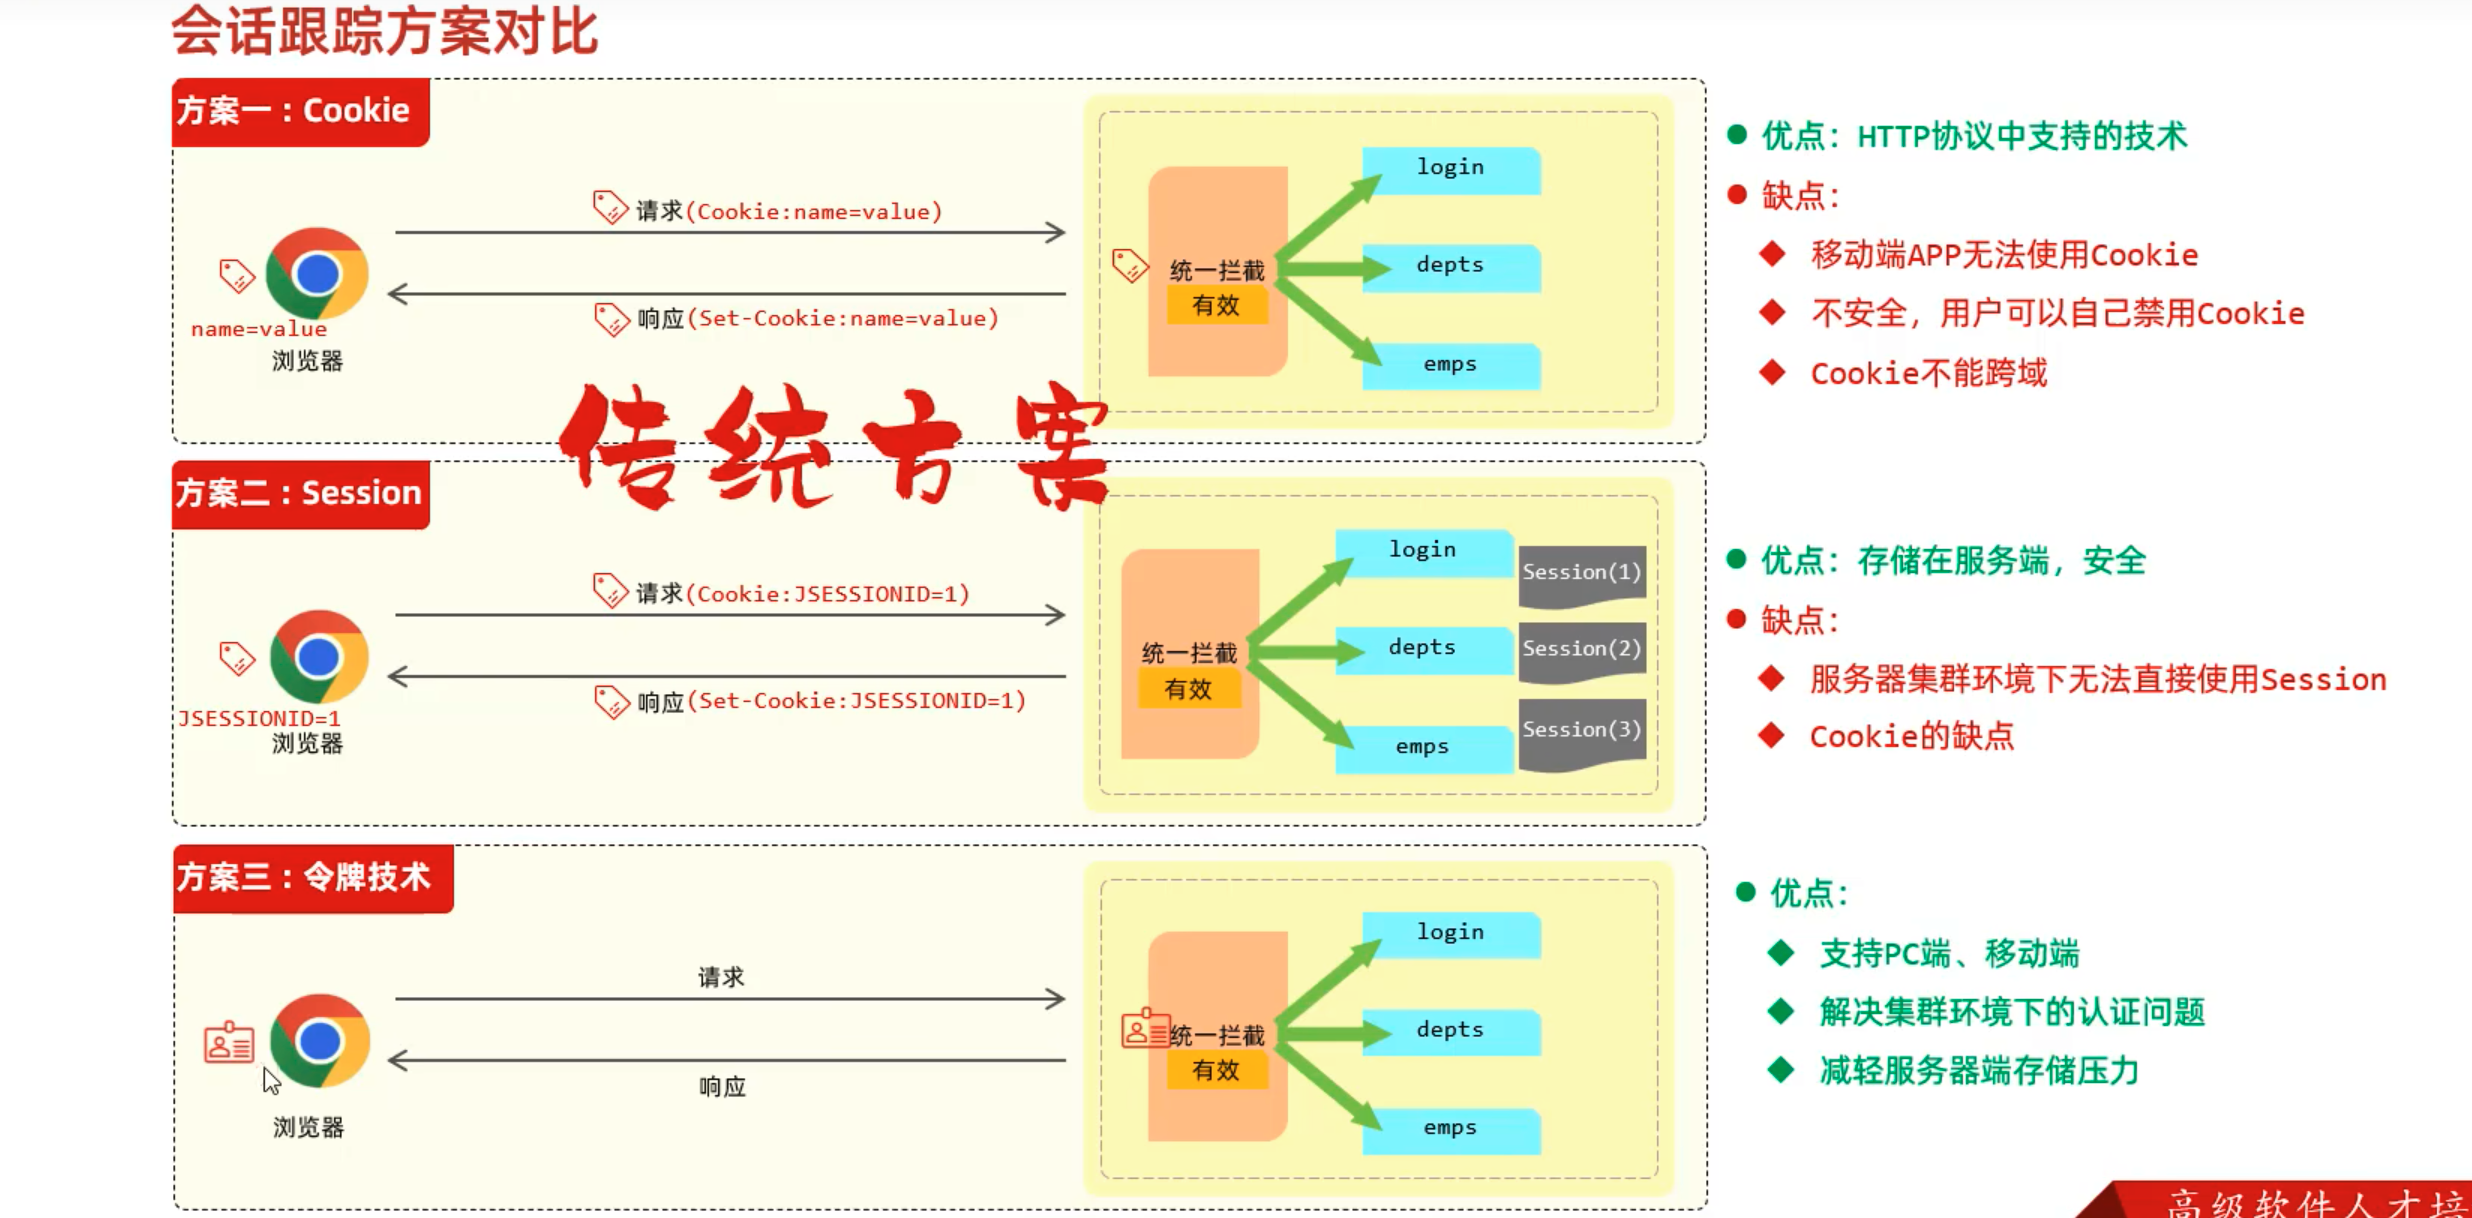 会话跟踪方案对比
方案一：Cookie
请求(Cookie:name=value)
响应(Set-Cookie:name=value)
name=value
浏览器
统一拦截
有效
login
depts
emps
优点：HTTP协议中支持的技术
缺点：
移动端APP无法使用Cookie
不安全，用户可以自己禁用Cookie
Cookie不能跨域
传统方案
方案二：Session
请求(Cookie:JSESSIONID=1)
响应(Set-Cookie:JSESSIONID=1)
JSESSIONID=1
浏览器
统一拦截
有效
login
depts
emps
Session(1)
Session(2)
Session(3)
优点：存储在服务端，安全
缺点：
服务器集群环境下无法直接使用Session
Cookie的缺点
方案三：令牌技术
请求
响应
浏览器
统一拦截
有效
login
depts
emps
优点：
支持PC端、移动端
解决集群环境下的认证问题
减轻服务器端存储压力
高级软件人才培